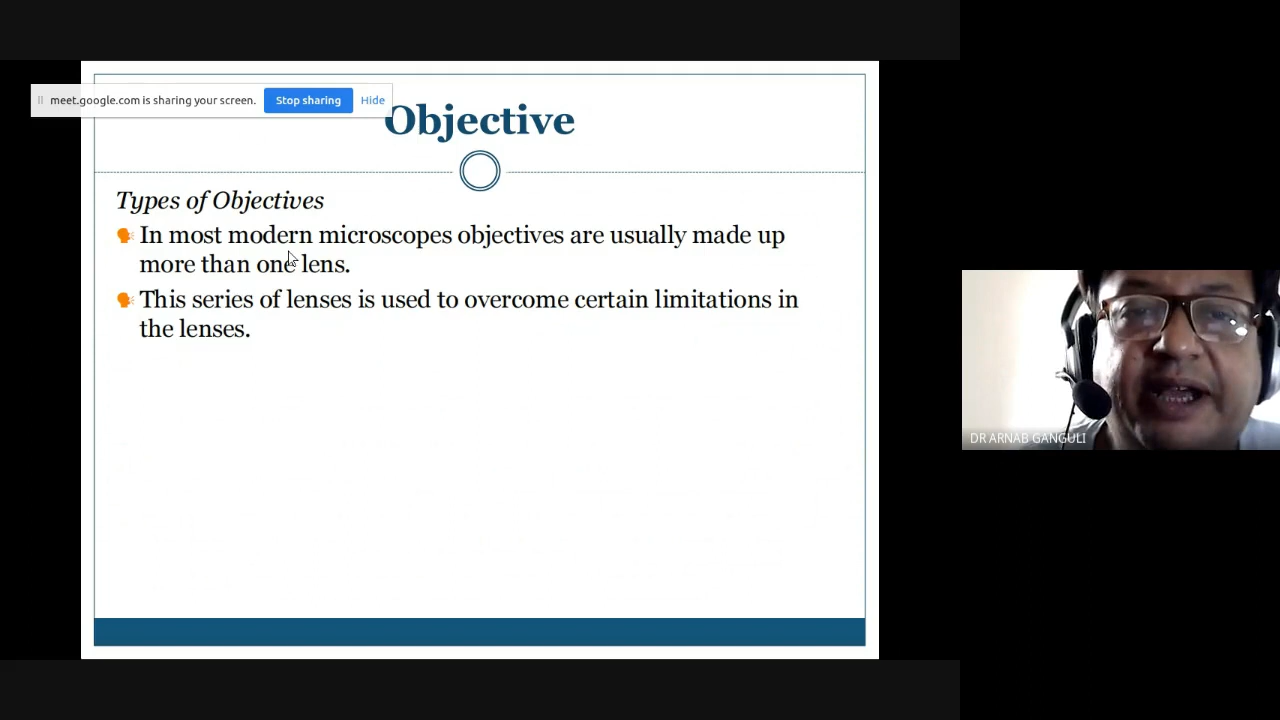 meet.google.com is sharing your screen. Stop sharing Hide
Objective
Types of Objectives
In most modern microscopes objectives are usually made up
more than one lens.
This series of lenses is used to overcome certain limitations in
the lenses.
DR ARNAB GANGULI